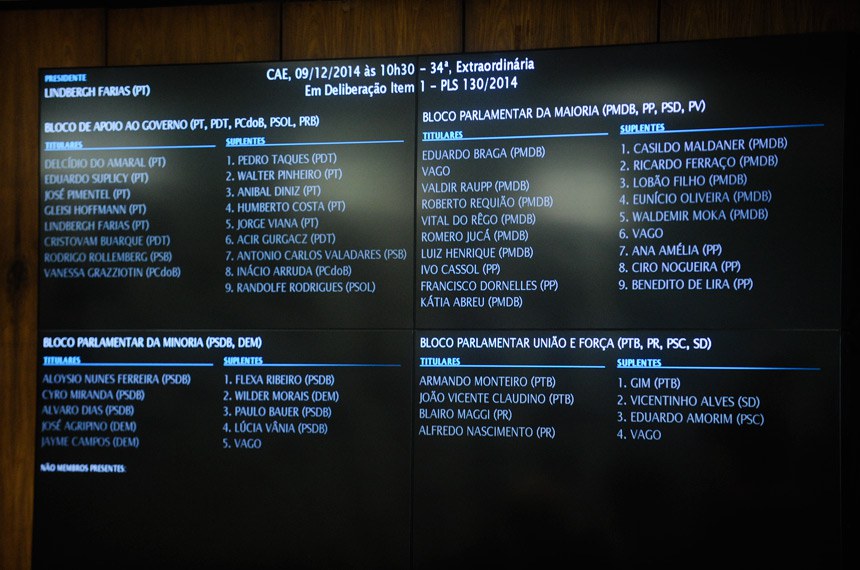 PRESIDENTE
LINDBERGH FARIAS (PT)
CAE, 09/12/2014 às 10h30 - 34ª, Extraordinária
Em Deliberação Item 1 - PLS 130/2014
BLOCO DE APOIO AO GOVERNO (PT, PDT, PCdoB, PSOL, PRB)
TITULARES
DELCÍDIO DO AMARAL (PT)
EDUARDO SUPLICY (PT)
JOSÉ PIMENTEL (PT)
GLEISI HOFFMANN (PT)
LINDBERGH FARIAS (PT)
CRISTOVAM BUARQUE (PDT)
RODRIGO ROLLEMBERG (PSB)
VANESSA GRAZZIOTIN (PCdoB)
SUPLENTES
1. PEDRO TAQUES (PDT)
2. WALTER PINHEIRO (PT)
3. ANIBAL DINIZ (PT)
4. HUMBERTO COSTA (PT)
5. JORGE VIANA (PT)
6. ACIR GURGACZ (PDT)
7. ANTONIO CARLOS VALADARES (PSB)
8. INÁCIO ARRUDA (PCdoB)
9. RANDOLFE RODRIGUES (PSOL)
BLOCO PARLAMENTAR DA MAIORIA (PMDB, PP, PSD, PV)
TITULARES
EDUARDO BRAGA (PMDB)
VAGO
VALDIR RAUPP (PMDB)
ROBERTO REQUIÃO (PMDB)
VITAL DO RÊGO (PMDB)
ROMERO JUCÁ (PMDB)
LUIZ HENRIQUE (PMDB)
IVO CASSOL (PP)
FRANCISCO DORNELLES (PP)
KÁTIA ABREU (PMDB)
SUPLENTES
1. CASILDO MALDANER (PMDB)
2. RICARDO FERRAÇO (PMDB)
3. LOBÃO FILHO (PMDB)
4. EUNÍCIO OLIVEIRA (PMDB)
5. WALDEMIR MOKA (PMDB)
6. VAGO
7. ANA AMÉLIA (PP)
8. CIRO NOGUEIRA (PP)
9. BENEDITO DE LIRA (PP)
BLOCO PARLAMENTAR DA MINORIA (PSDB, DEM)
TITULARES
ALOYSIO NUNES FERREIRA (PSDB)
CYRO MIRANDA (PSDB)
ALVARO DIAS (PSDB)
JOSÉ AGRIPINO (DEM)
JAYME CAMPOS (DEM)
SUPLENTES
1. FLEXA RIBEIRO (PSDB)
2. WILDER MORAIS (DEM)
3. PAULO BAUER (PSDB)
4. LÚCIA VÂNIA (PSDB)
5. VAGO
NÃO MEMBROS PRESENTES:
BLOCO PARLAMENTAR UNIÃO E FORÇA (PTB, PR, PSC, SD)
TITULARES
ARMANDO MONTEIRO (PTB)
JOÃO VICENTE CLAUDINO (PTB)
BLAIRO MAGGI (PR)
ALFREDO NASCIMENTO (PR)
SUPLENTES
1. GIM (PTB)
2. VICENTINHO ALVES (SD)
3. EDUARDO AMORIM (PSC)
4. VAGO